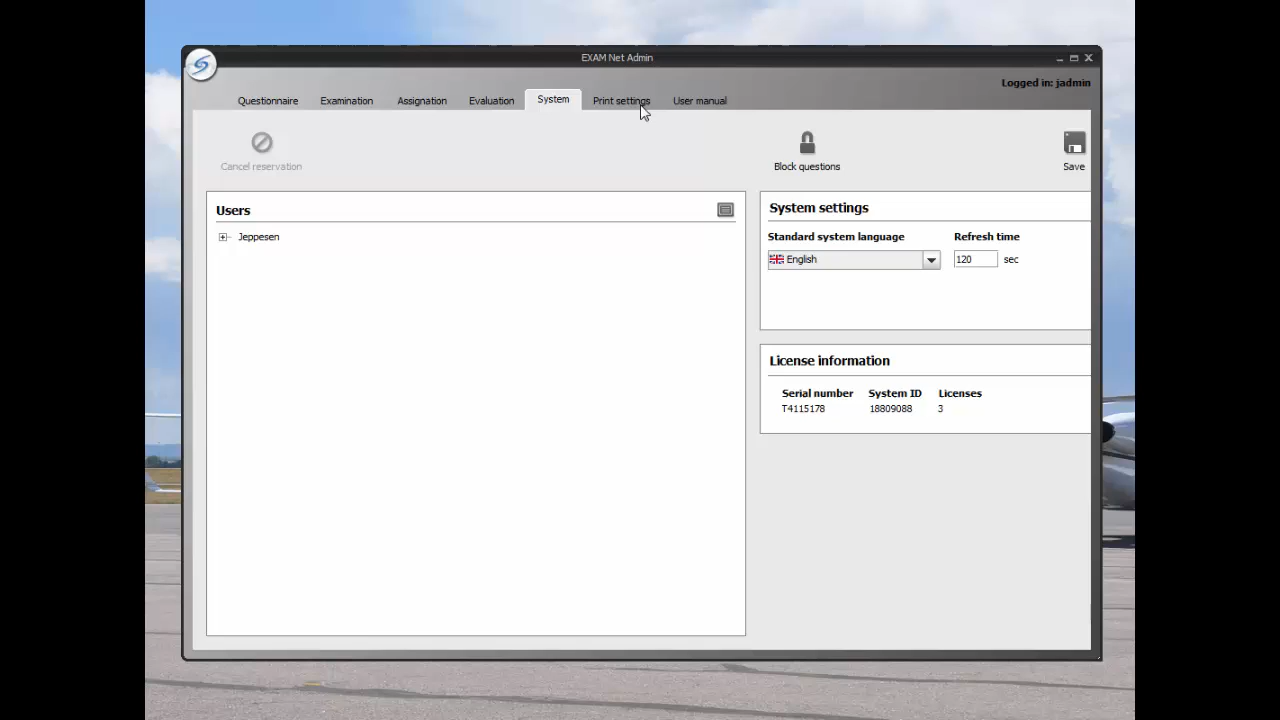 EXAM Net Admin
Logged in: jadmin
Questionnaire Examination Assignation Evaluation System Print settings User manual
Cancel reservation Block questions Save
Users
Jeppesen
System settings
Standard system language Refresh time
English 120 sec
License information
Serial number System ID Licenses
T4115178 18809088 3